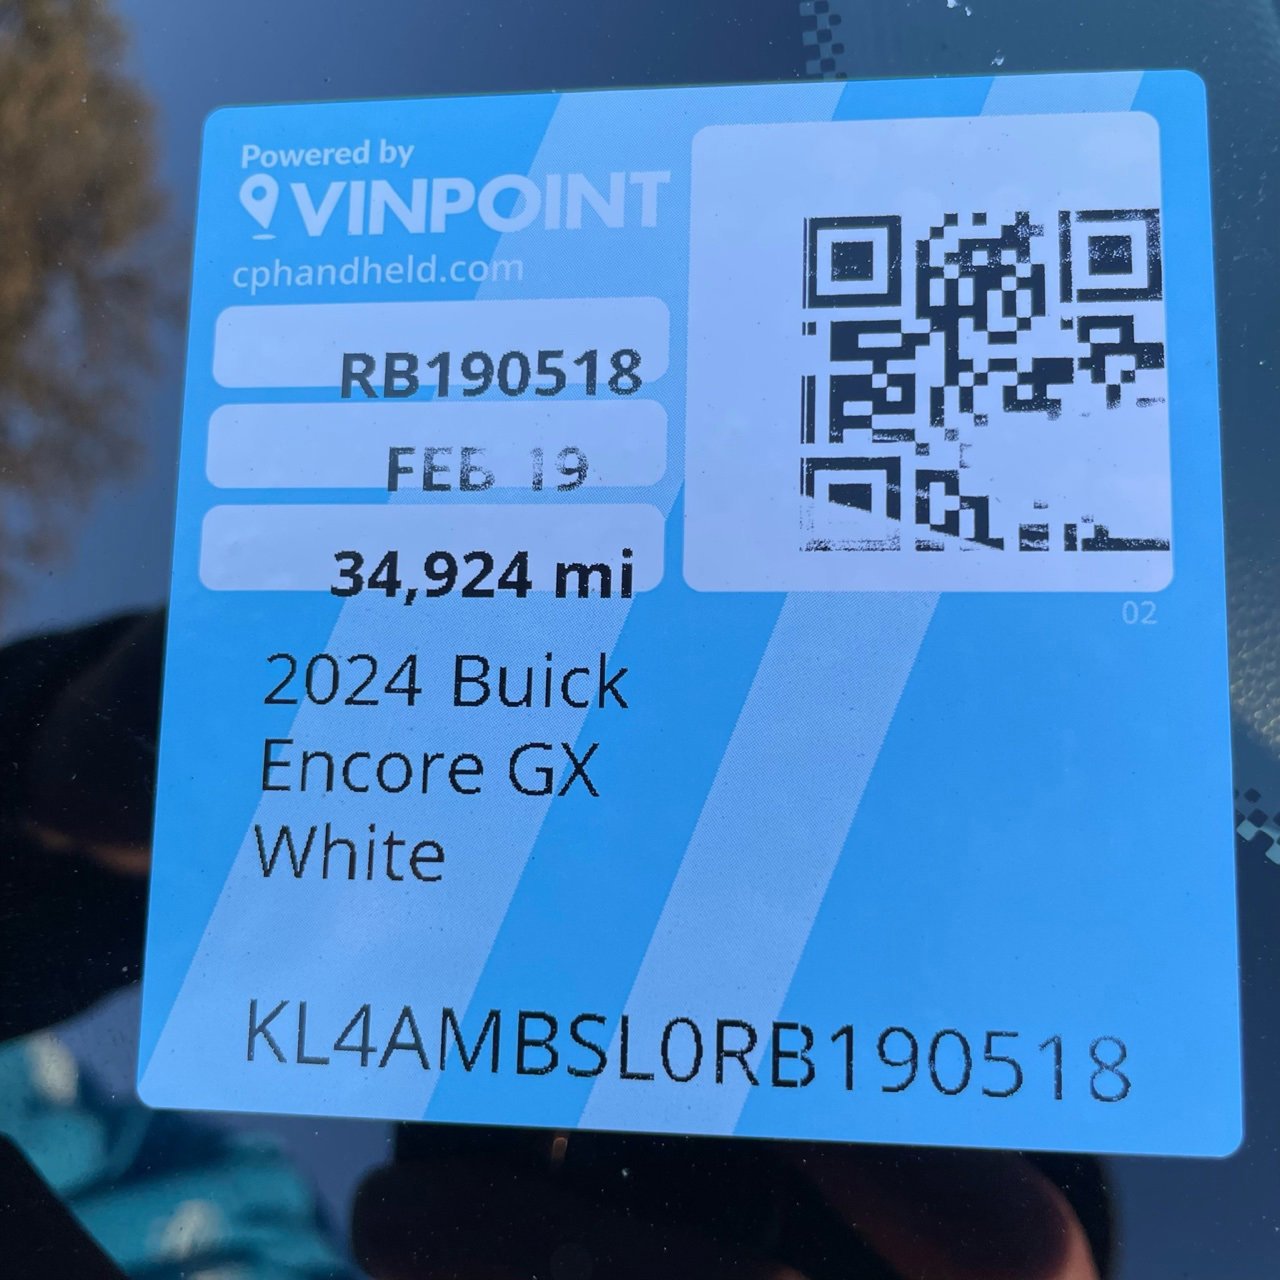 Powered by
VINPOINT
cphandheld.com
RB190518
FEB 19
34,924 mi
02
2024 Buick
Encore GX
White
KL4AMBSL0RB190518